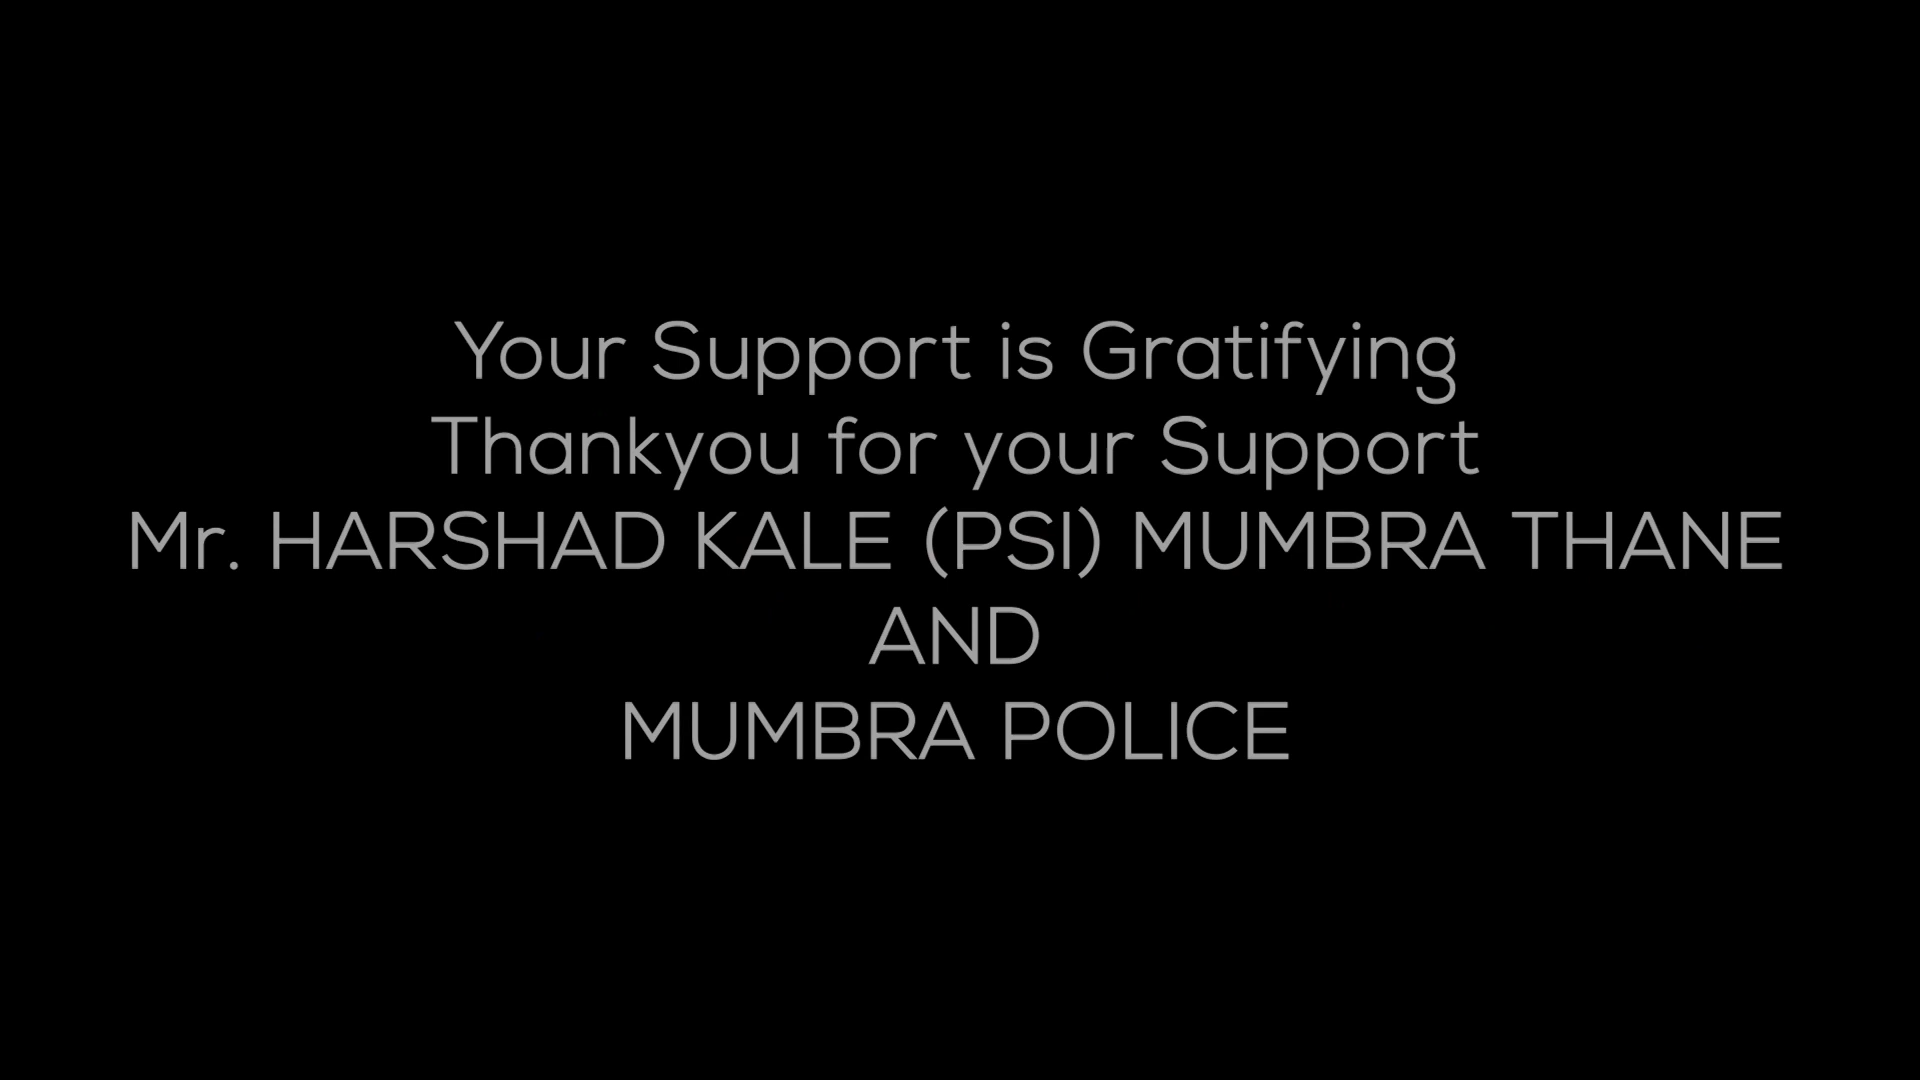 Your Support is Gratifying
Thankyou for your Support
Mr. HARSHAD KALE (PSI) MUMBRA THANE
AND
MUMBRA POLICE